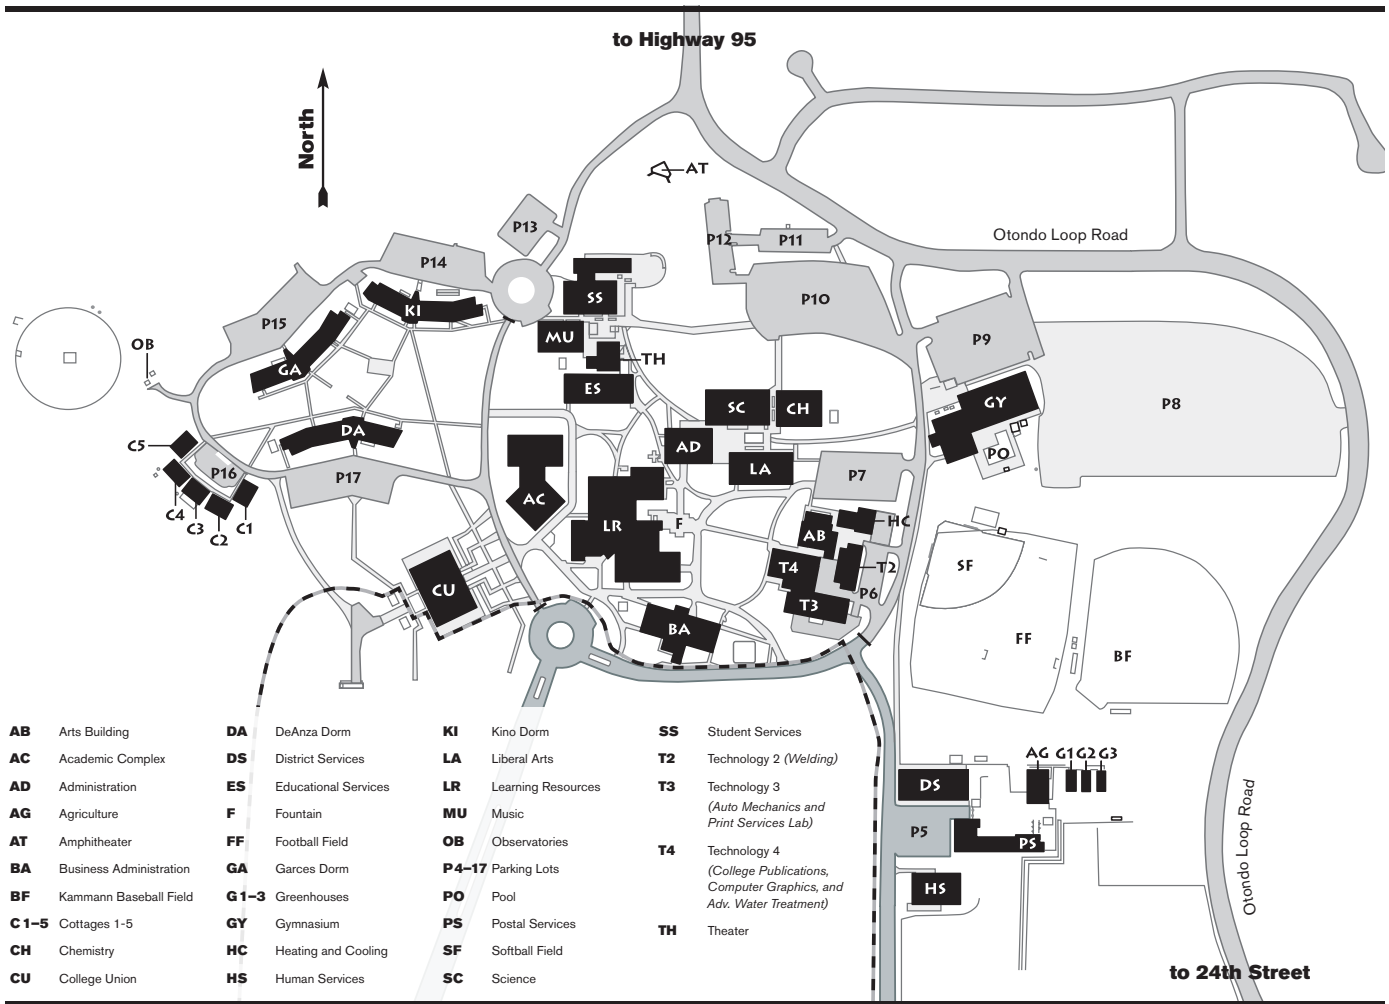 to Highway 95
North
AT
P13
P12
P11
Otondo Loop Road
P14
SS
P10
KI
P15
MU
P9
OB
TH
GA
ES
GY
P8
SC
CH
DA
C5
AD
PO
P16
LA
P17
P7
AC
C4
C3
C1
C2
LR
F
HC
AB
SF
T4
T2
CU
P6
T3
BA
FF
BF
AG
G1
G2
G3
DS
P5
PS
HS
Otondo Loop Road
to 24th Street
AB Arts Building
AC Academic Complex
AD Administration
AG Agriculture
AT Amphitheater
BA Business Administration
BF Kammann Baseball Field
C1–5 Cottages 1-5
CH Chemistry
CU College Union
DA DeAnza Dorm
DS District Services
ES Educational Services
F Fountain
FF Football Field
GA Garces Dorm
G1–3 Greenhouses
GY Gymnasium
HC Heating and Cooling
HS Human Services
KI Kino Dorm
LA Liberal Arts
LR Learning Resources
MU Music
OB Observatories
P4–17 Parking Lots
PO Pool
PS Postal Services
SF Softball Field
SC Science
SS Student Services
T2 Technology 2 (Welding)
T3 Technology 3
(Auto Mechanics and
Print Services Lab)
T4 Technology 4
(College Publications,
Computer Graphics, and
Adv. Water Treatment)
TH Theater